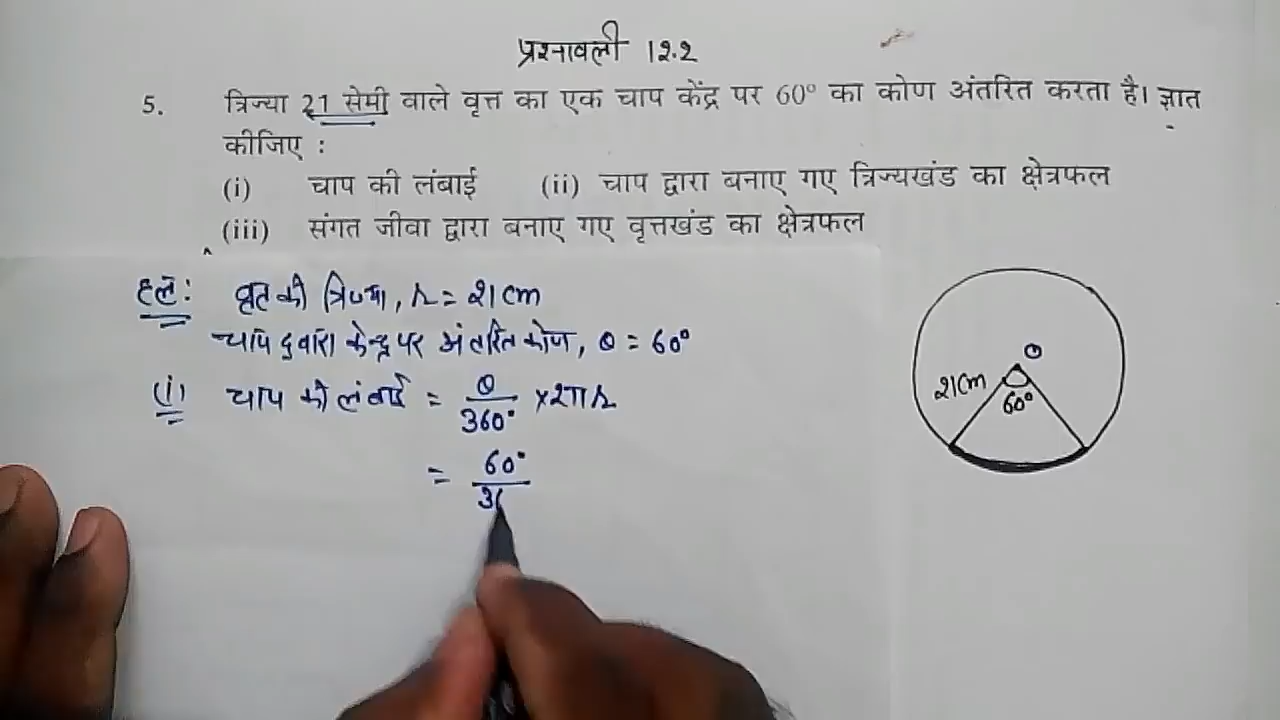 प्रश्नावली 12.2
5. त्रिज्या 21 सेमी वाले वृत्त का एक चाप केंद्र पर 60° का कोण अंतरित करता है। ज्ञात
कीजिए :
(i) चाप की लंबाई (ii) चाप द्वारा बनाए गए त्रिज्यखंड का क्षेत्रफल
(iii) संगत जीवा द्वारा बनाए गए वृत्तखंड का क्षेत्रफल
हल: वृत की त्रिज्या, r = 21 cm
चाप दुवारा केन्द्र पर अंतरित कोण, θ = 60°
(i) चाप की लंबाई = θ/360° × 2πr
= 60°/3
O
21cm
60°